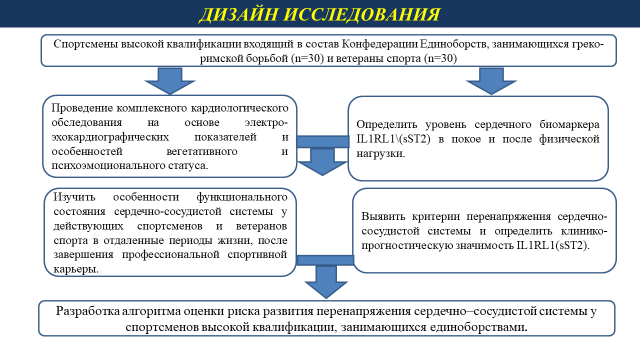 ДИЗАЙН ИССЛЕДОВАНИЯ
Спортсмены высокой квалификации входящий в состав Конфедерации Единоборств, занимающихся греко-
римской борьбой (n=30) и ветераны спорта (n=30)
Проведение комплексного кардиологического
обследования на основе электро-
эхокардиографических показателей и
особенностей вегетативного и
психоэмоционального статуса.
Определить уровень сердечного биомаркера
IL1RL1\(sST2) в покое и после физической
нагрузки.
Изучить особенности функционального
состояния сердечно-сосудистой системы у
действующих спортсменов и ветеранов
спорта в отдаленные периоды жизни, после
завершения профессиональной спортивной
карьеры.
Выявить критерии перенапряжения сердечно-
сосудистой системы и определить клинико-
прогностическую значимость IL1RL1(sST2).
Разработка алгоритма оценки риска развития перенапряжения сердечно–сосудистой системы у
спортсменов высокой квалификации, занимающихся единоборствами.